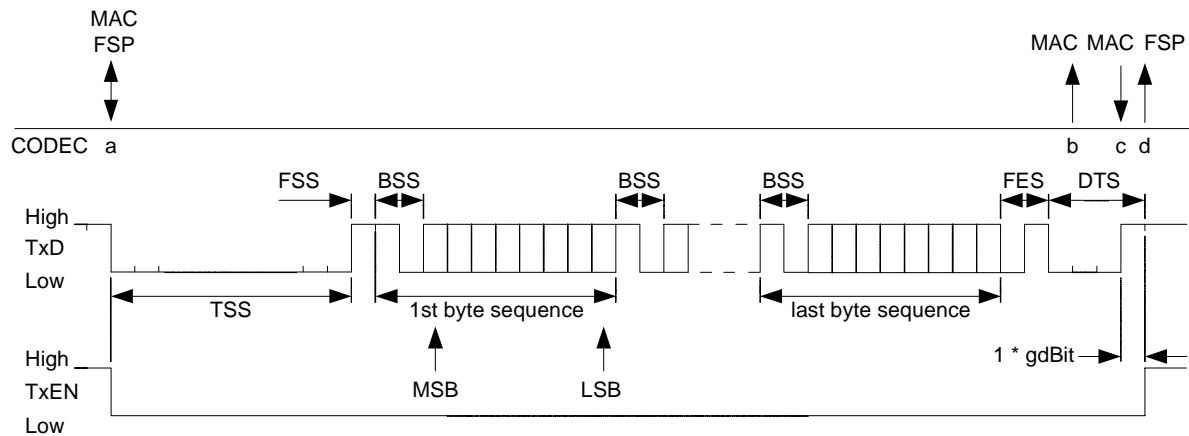 MAC
FSP
MAC MAC FSP
CODEC a b c d
FSS BSS BSS BSS FES DTS
High
TxD
Low
TSS 1st byte sequence last byte sequence
High 1 * gdBit
TxEN MSB LSB
Low